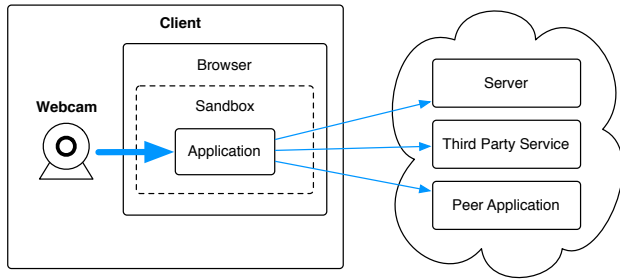 Client
Browser
Sandbox
Webcam
Application
Server
Third Party Service
Peer Application